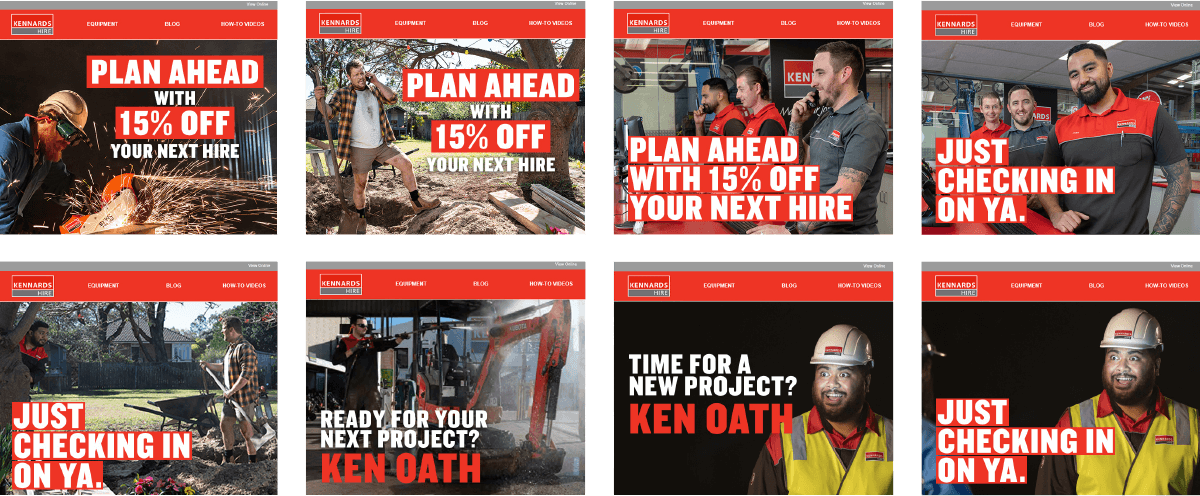 View Online
KENNARDS
HIRE
EQUIPMENT
BLOG
HOW-TO VIDEOS
PLAN AHEAD
WITH
15% OFF
YOUR NEXT HIRE
View Online
KENNARDS
HIRE
EQUIPMENT
BLOG
HOW-TO VIDEOS
PLAN AHEAD
WITH
15% OFF
YOUR NEXT HIRE
View Online
KENNARDS
HIRE
EQUIPMENT
BLOG
HOW-TO VIDEOS
PLAN AHEAD
WITH 15% OFF
YOUR NEXT HIRE
View Online
KENNARDS
HIRE
EQUIPMENT
BLOG
HOW-TO VIDEOS
JUST
CHECKING IN
ON YA.
View Online
KENNARDS
HIRE
EQUIPMENT
BLOG
HOW-TO VIDEOS
JUST
CHECKING IN
ON YA.
View Online
KENNARDS
HIRE
EQUIPMENT
BLOG
HOW-TO VIDEOS
READY FOR YOUR
NEXT PROJECT?
KEN OATH
View Online
KENNARDS
HIRE
EQUIPMENT
BLOG
HOW-TO VIDEOS
TIME FOR A
NEW PROJECT?
KEN OATH
View Online
KENNARDS
HIRE
EQUIPMENT
BLOG
HOW-TO VIDEOS
JUST
CHECKING IN
ON YA.